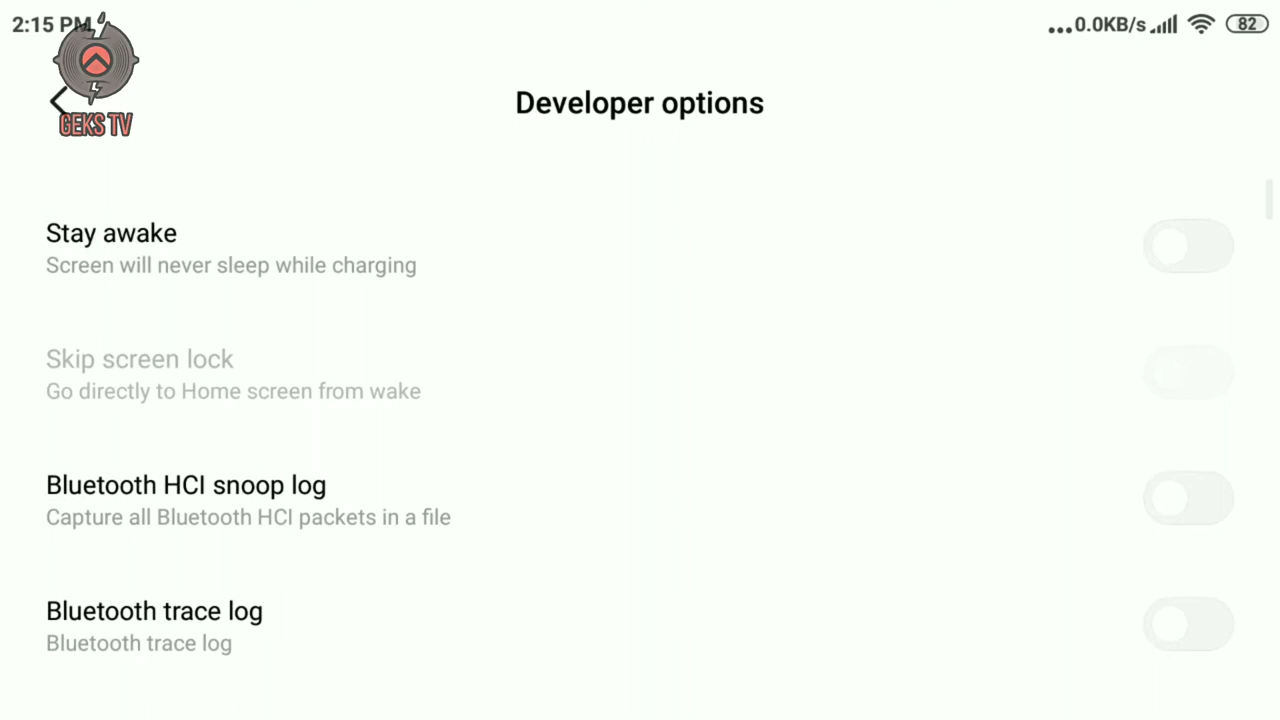 2:15 PM
...0.0KB/s
82
GEKS TV
Developer options
Stay awake
Screen will never sleep while charging
Skip screen lock
Go directly to Home screen from wake
Bluetooth HCI snoop log
Capture all Bluetooth HCI packets in a file
Bluetooth trace log
Bluetooth trace log